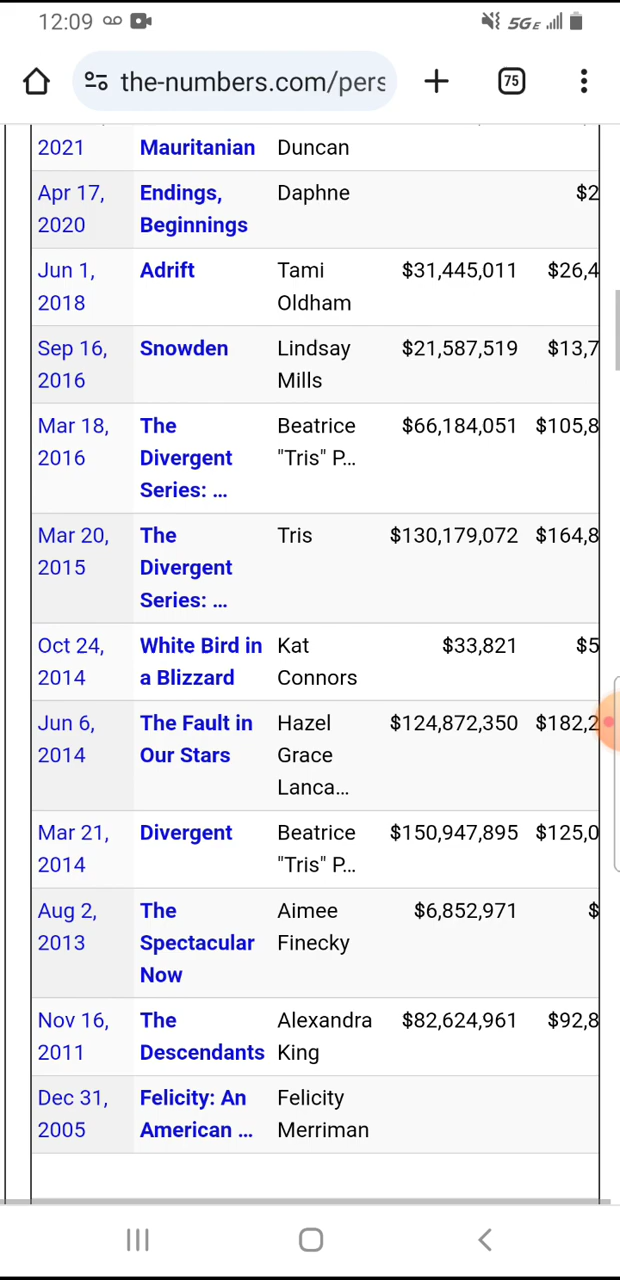 12:09 5GE
the-numbers.com/pers 75
2021 Mauritanian Duncan
Apr 17, Endings, Daphne $2
2020 Beginnings
Jun 1, Adrift Tami $31,445,011 $26,4
2018 Oldham
Sep 16, Snowden Lindsay $21,587,519 $13,7
2016 Mills
Mar 18, The Beatrice $66,184,051 $105,8
2016 Divergent "Tris" P...
Series: ...
Mar 20, The Tris $130,179,072 $164,8
2015 Divergent
Series: ...
Oct 24, White Bird in Kat $33,821 $5
2014 a Blizzard Connors
Jun 6, The Fault in Hazel $124,872,350 $182,2
2014 Our Stars Grace
Lanca...
Mar 21, Divergent Beatrice $150,947,895 $125,0
2014 "Tris" P...
Aug 2, The Aimee $6,852,971 $
2013 Spectacular Finecky
Now
Nov 16, The Alexandra $82,624,961 $92,8
2011 Descendants King
Dec 31, Felicity: An Felicity
2005 American ... Merriman